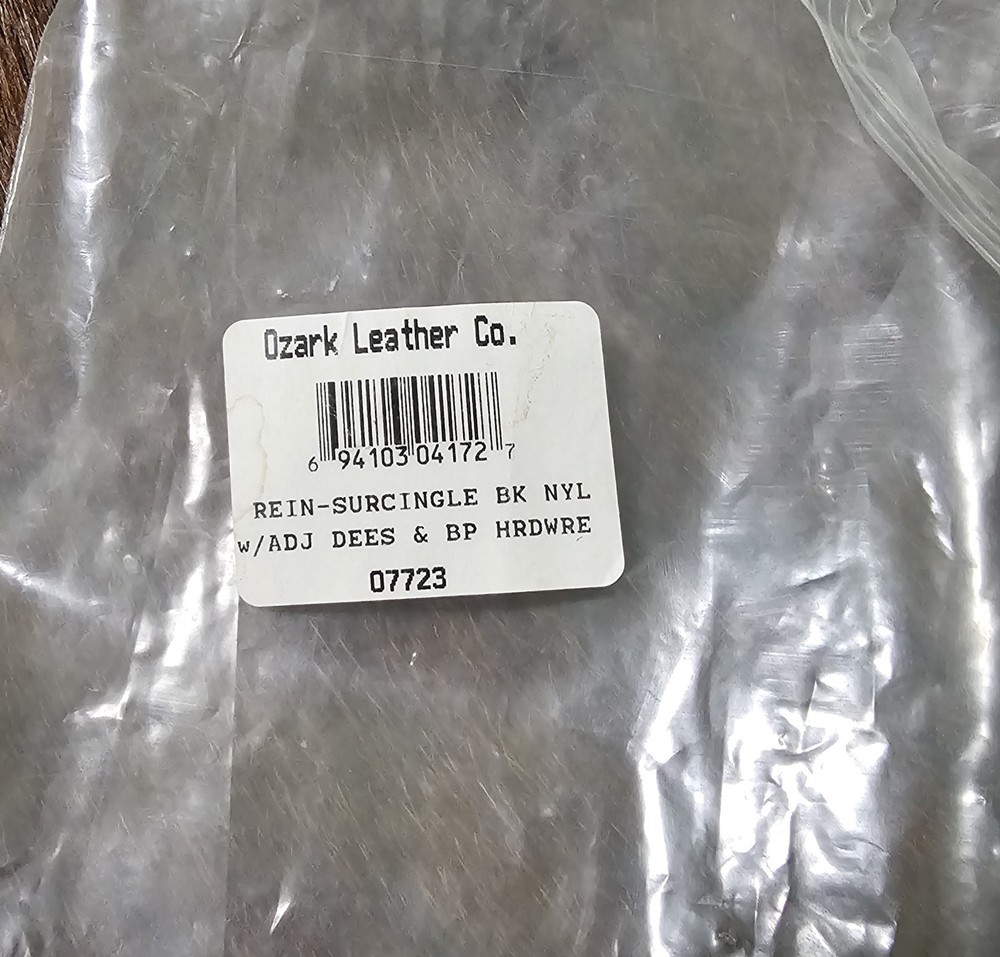 Ozark Leather Co.
6 94103 04172 7
REIN-SURCINGLE BK NYL
w/ADJ DEES & BP HRDWRE
07723